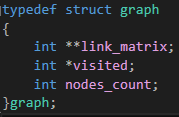 typedef struct graph
{
    int **link_matrix;
    int *visited;
    int nodes_count;
}graph;